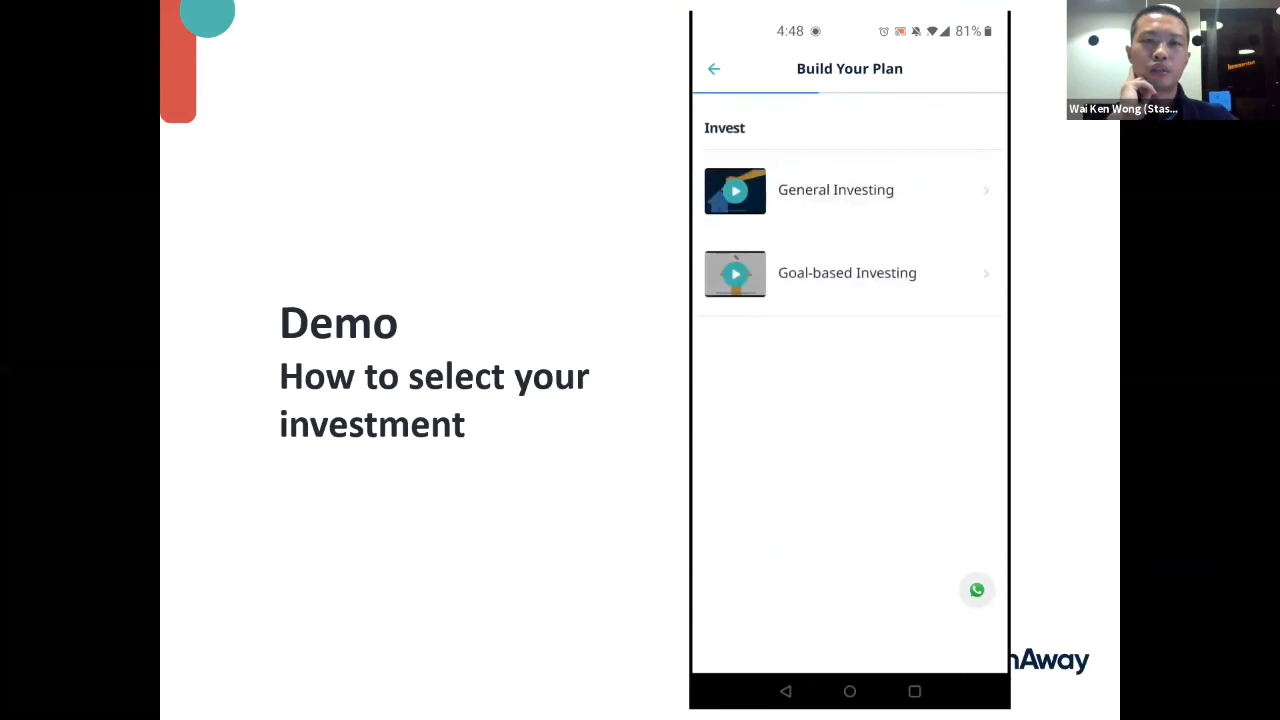 Demo
How to select your
investment
4:48
81%
Build Your Plan
Invest
General Investing
Goal-based Investing
Wai Ken Wong (Stas...
nAway